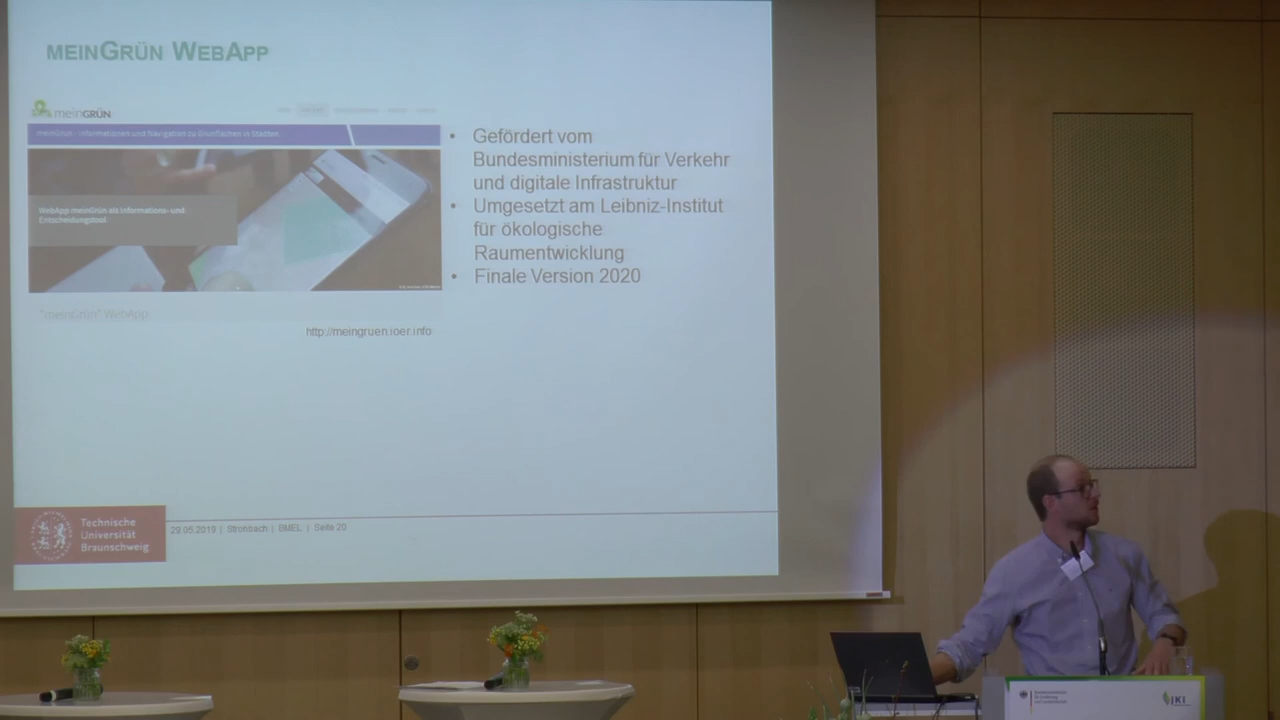 MEINGRÜN WEBAPP
meinGRÜN
meinGrün - Informationen und Navigation zu Grünflächen in Städten
WebApp meinGrün als Informations- und
Entscheidungstool
"meinGrün" WebApp
http://meingruen.ioer.info
• Gefördert vom
Bundesministerium für Verkehr
und digitale Infrastruktur
• Umgesetzt am Leibniz-Institut
für ökologische
Raumentwicklung
• Finale Version 2020
Technische
Universität
Braunschweig
29.05.2019 | Strohbach | BMEL | Seite 20
JKI